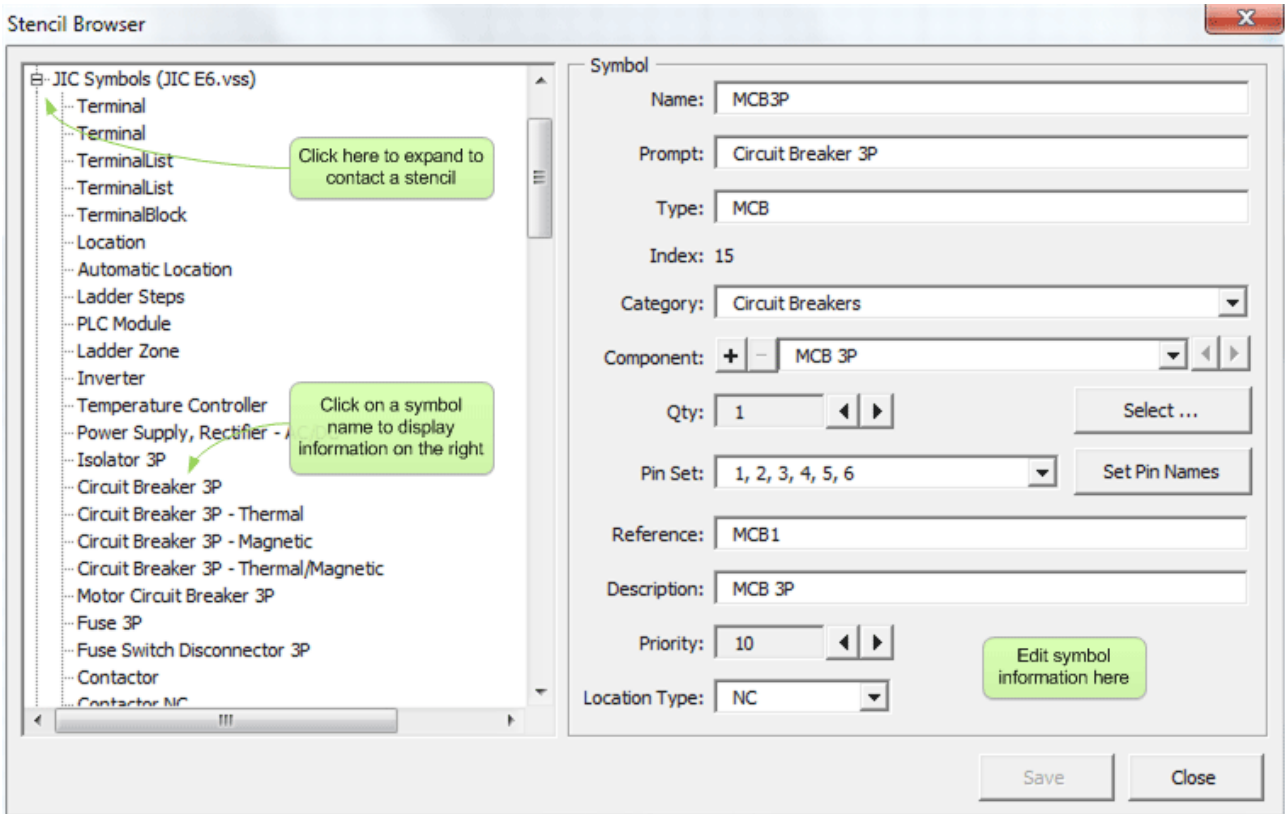 Stencil Browser
JIC Symbols (JIC E6.vss)
Terminal
Terminal
TerminalList
TerminalList
TerminalBlock
Location
Automatic Location
Ladder Steps
PLC Module
Ladder Zone
Inverter
Temperature Controller
Power Supply, Rectifier - AC/DC
Isolator 3P
Circuit Breaker 3P
Circuit Breaker 3P - Thermal
Circuit Breaker 3P - Magnetic
Circuit Breaker 3P - Thermal/Magnetic
Motor Circuit Breaker 3P
Fuse 3P
Fuse Switch Disconnector 3P
Contactor
Contactor NC
Click here to expand to
contact a stencil
Click on a symbol
name to display
information on the right
Symbol
Name: MCB3P
Prompt: Circuit Breaker 3P
Type: MCB
Index: 15
Category: Circuit Breakers
Component: + - MCB 3P
Qty: 1 Select ...
Pin Set: 1, 2, 3, 4, 5, 6 Set Pin Names
Reference: MCB1
Description: MCB 3P
Priority: 10
Location Type: NC
Edit symbol
information here
Save Close